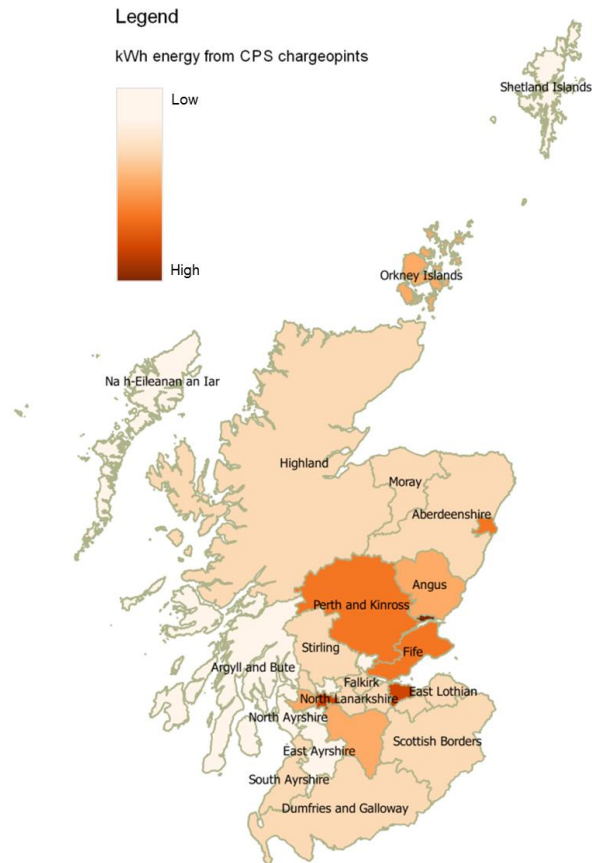 Legend
kWh energy from CPS chargeopints
Low
High
Shetland Islands
Orkney Islands
Na h-Eileanan an Iar
Highland
Moray
Aberdeenshire
Angus
Perth and Kinross
Fife
Stirling
Argyll and Bute
Falkirk
North Lanarkshire
East Lothian
North Ayrshire
Scottish Borders
East Ayrshire
South Ayrshire
Dumfries and Galloway